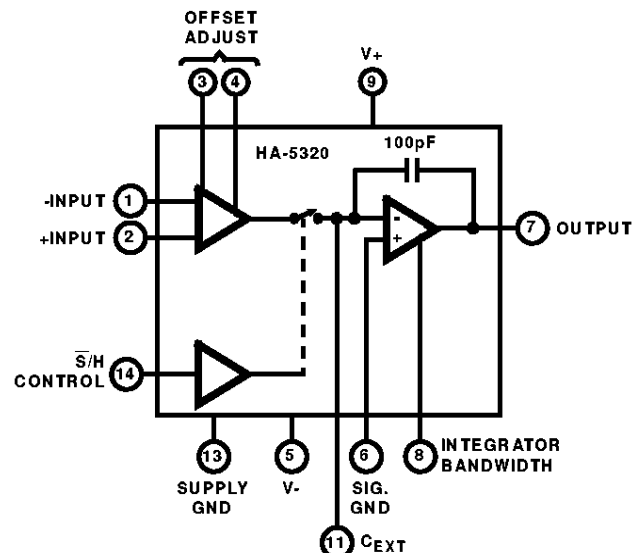 OFFSET
ADJUST
3
4
V+
9
HA-5320
100pF
-INPUT 1
+INPUT 2
-
+
7 OUTPUT
S̅/H
CONTROL 14
13
SUPPLY
GND
5
V-
6
SIG.
GND
8
INTEGRATOR
BANDWIDTH
11 CEXT